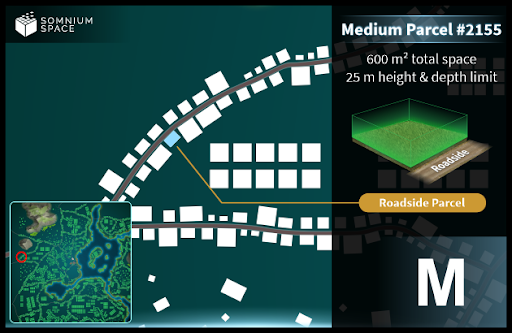 SOMNIUM
SPACE
Medium Parcel #2155
600 m² total space
25 m height & depth limit
Roadside
Roadside Parcel
M